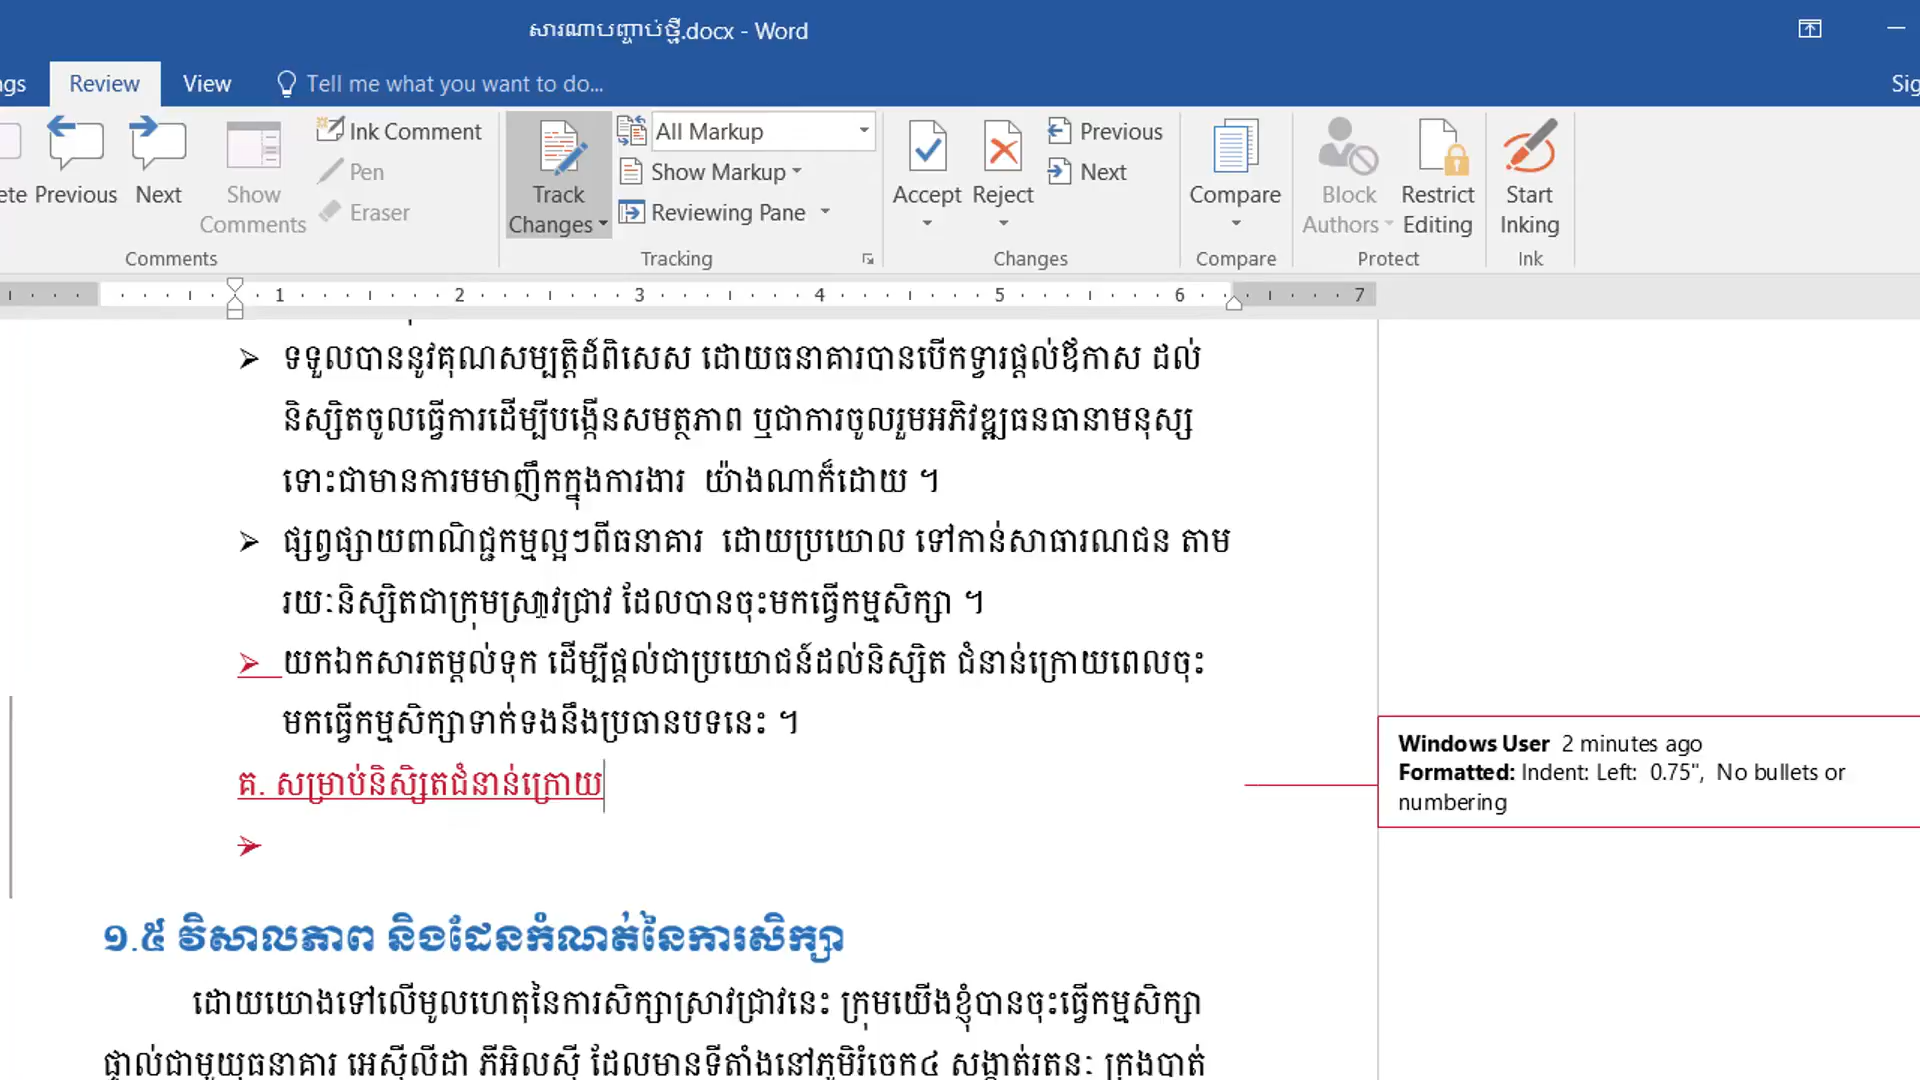 សារណាបញ្ចាប់ថ្មី.docx - Word
ngs Review View Tell me what you want to do... Sig
Ink Comment All Markup Previous
Pen Show Markup Next
ete Previous Next Show Comments Eraser Track Changes Reviewing Pane Accept Reject Compare Block Authors Restrict Editing Start Inking
Comments Tracking Changes Compare Protect Ink
1 2 3 4 5 6 7
➢ ទទួលបាននូវគុណសម្បត្តិដ៍ពិសេស ដោយធនាគារបានបើកទ្វារផ្តល់ឪកាស ដល់
និស្សិតចូលធ្វើការដើម្បីបង្កើនសមត្ថភាព ឬជាការចូលរួមអភិវឌ្ឍធនធានាមនុស្ស
ទោះជាមានការមមាញឹកក្នុងការងារ យ៉ាងណាក៏ដោយ ។
➢ ផ្សព្វផ្សាយពាណិជ្ជកម្មល្អៗពីធនាគារ ដោយប្រយោល ទៅកាន់សាធារណជន តាម
រយៈនិស្សិតជាក្រុមស្រាវជ្រាវ ដែលបានចុះមកធ្វើកម្មសិក្សា ។
➢ យកឯកសារតម្កល់ទុក ដើម្បីផ្តល់ជាប្រយោជន៍ដល់និស្សិត ជំនាន់ក្រោយពេលចុះ
មកធ្វើកម្មសិក្សាទាក់ទងនឹងប្រធានបទនេះ ។
គ. សម្រាប់និសិ្សតជំនាន់ក្រោយ
➢
Windows User 2 minutes ago
Formatted: Indent: Left: 0.75", No bullets or
numbering
១.៥ វិសាលភាព និងដែនកំណត់នៃការសិក្សា
ដោយយោងទៅលើមូលហេតុនៃការសិក្សាស្រាវជ្រាវនេះ ក្រុមយើងខ្ញុំបានចុះធ្វើកម្មសិក្សា
ផ្ទាល់ជាមួយធនាគារ អេស៊ីលីដា ភីអិលស៊ី ដែលមានទីតាំងនៅភូមិរំចេក៤ សង្កាត់រតនៈ ក្រុងបាត់